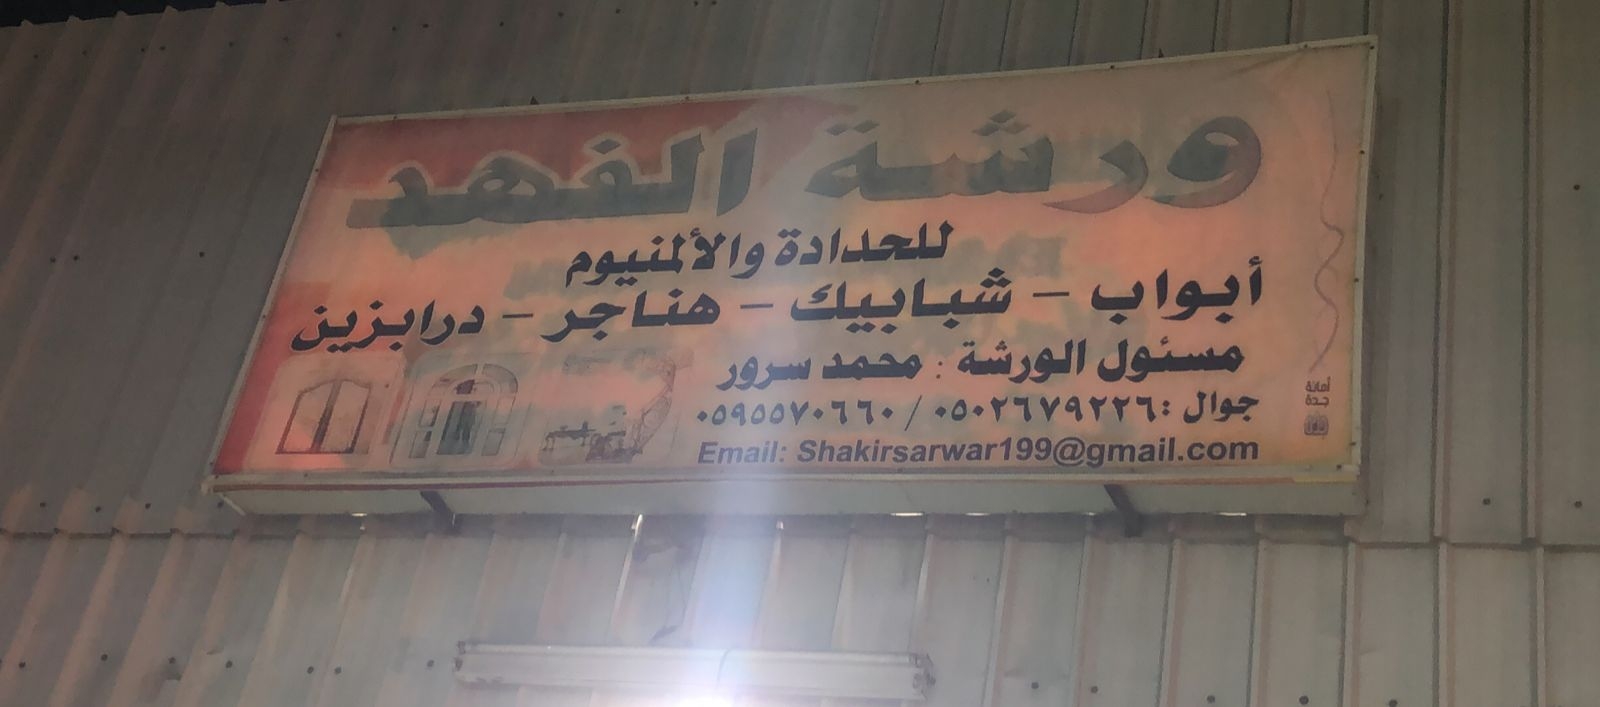 ورشة الفهد
للحدادة والألمنيوم
أبواب - شبابيك - هناجر - درابزين
مسئول الورشة : محمد سرور
جوال : ٠٥٠٢٦٧٩٢٢٦ / ٠٥٩٥٥٧٠٦٦٠
Email: Shakirsarwar199@gmail.com
أمانة
جدة